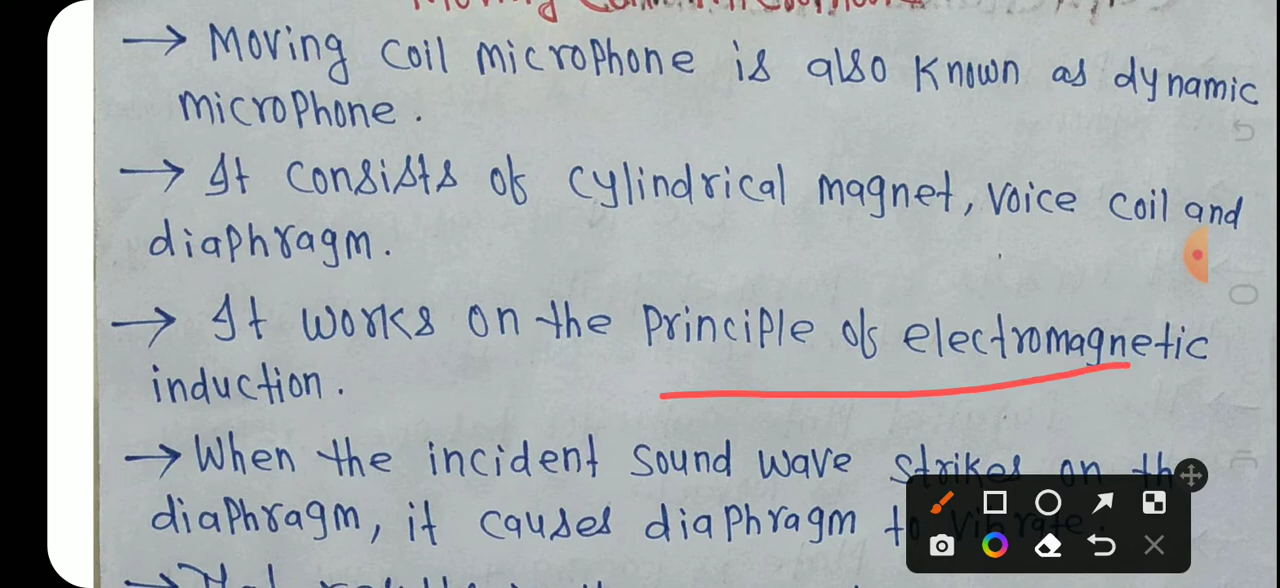 → Moving coil microphone is also known as dynamic
microphone.
→ It consists of cylindrical magnet, voice coil and
diaphragm.
→ It works on the principle of electromagnetic
induction.
→ When the incident sound wave strikes on th
diaphragm, it causes diaphragm to vibrate.